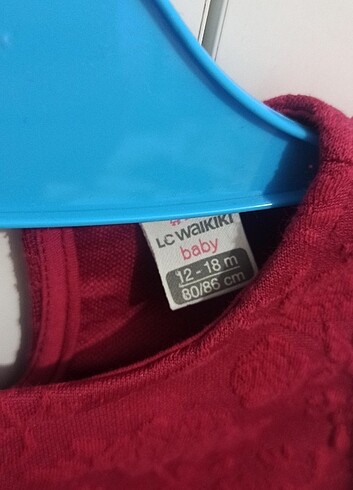 LC WAIKIKI
baby
12 - 18 m
80/86 cm